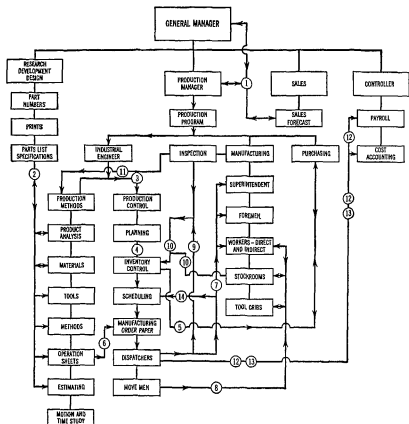 GENERAL MANAGER
RESEARCH
DEVELOPMENT
DESIGN
PRODUCTION
MANAGER
1
SALES
CONTROLLER
PART
NUMBERS
PRODUCTION
PROGRAM
SALES
FORECAST
PAYROLL
PRINTS
12
PARTS LIST
SPECIFICATIONS
INDUSTRIAL
ENGINEER
INSPECTION
MANUFACTURING
PURCHASING
COST
ACCOUNTING
2
11
3
SUPERINTENDENT
12
13
PRODUCTION
METHODS
PRODUCTION
CONTROL
FOREMEN
PRODUCT
ANALYSIS
PLANNING
4
10
9
WORKERS - DIRECT
AND INDIRECT
MATERIALS
INVENTORY
CONTROL
10
7
STOCKROOMS
TOOLS
SCHEDULING
14
TOOL CRIBS
METHODS
MANUFACTURING
ORDER PAPER
5
6
OPERATION
SHEETS
DISPATCHERS
12
13
ESTIMATING
MOVE MEN
8
MOTION AND
TIME STUDY